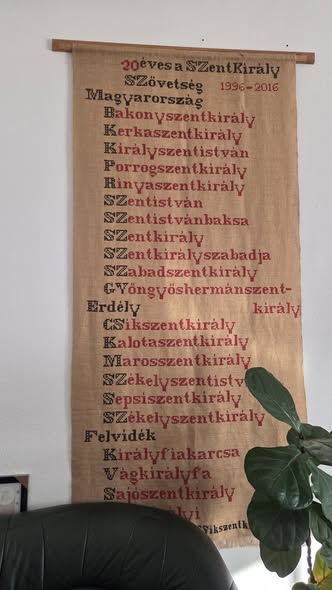 20 éves a SZentKirály
SZövetség 1996-2016
Magyarország
Bakonyszentkirály
Kerkaszentkirály
Királyszentistván
Porrogszentkirály
Rinyaszentkirály
SZentistván
SZentistvánbaksa
SZentkirály
SZentkirályszabadja
SZabadszentkirály
GYöngyöshermánszent-
király
Erdély
CSíkszentkirály
Kalotaszentkirály
Marosszentkirály
SZékelyszentistv
Sepsiszentkirály
SZékelyszentkirály
Felvidék
Királyfiakarcsa
Vágkirályfa
Sajószentkirály